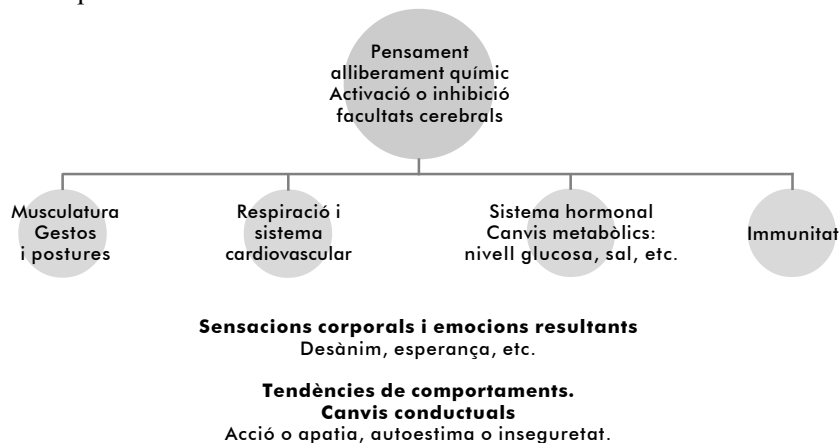 Pensament
alliberament químic
Activació o inhibició
facultats cerebrals
Musculatura
Gestos
i postures
Respiració i
sistema
cardiovascular
Sistema hormonal
Canvis metabòlics:
nivell glucosa, sal, etc.
Immunitat
Sensacions corporals i emocions resultants
Desànim, esperança, etc.
Tendències de comportaments.
Canvis conductuals
Acció o apatia, autoestima o inseguretat.